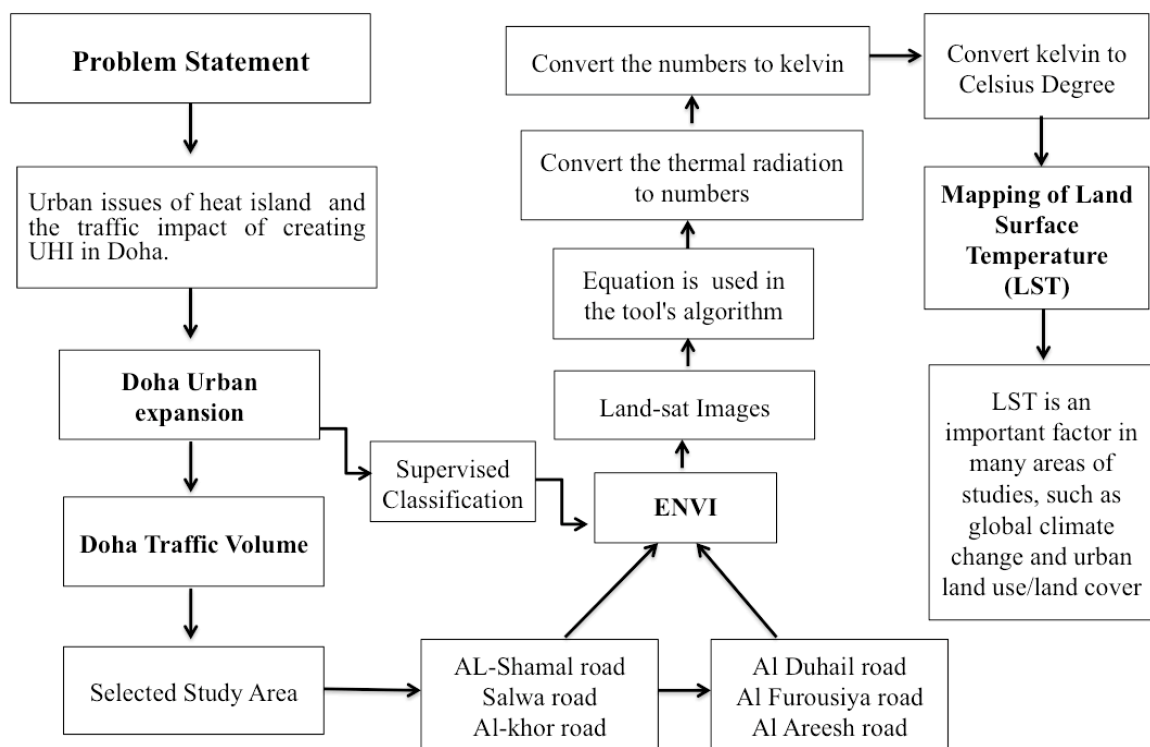 Problem Statement
Urban issues of heat island and
the traffic impact of creating
UHI in Doha.
Doha Urban
expansion
Doha Traffic Volume
Selected Study Area
Supervised
Classification
AL-Shamal road
Salwa road
Al-khor road
Al Duhail road
Al Furousiya road
Al Areesh road
ENVI
Land-sat Images
Equation is used in
the tool's algorithm
Convert the thermal radiation
to numbers
Convert the numbers to kelvin
Convert kelvin to
Celsius Degree
Mapping of Land
Surface
Temperature
(LST)
LST is an
important factor in
many areas of
studies, such as
global climate
change and urban
land use/land cover